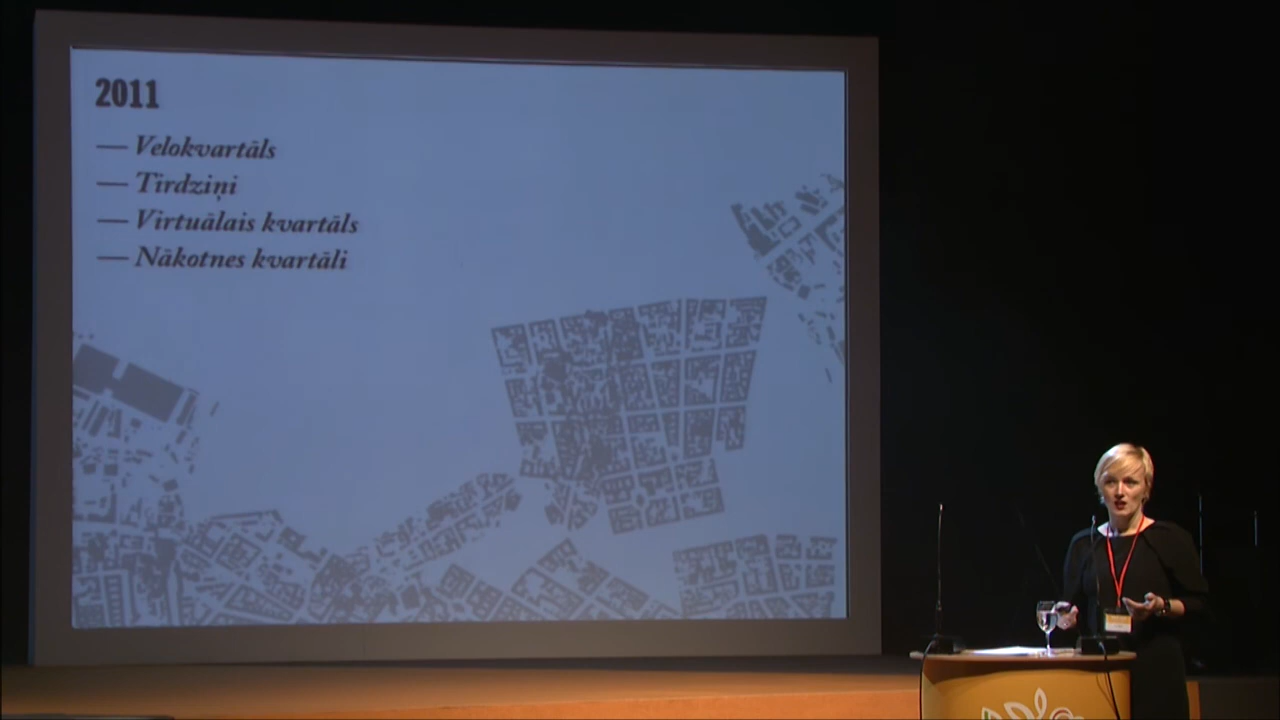 2011
— Velokvartāls
— Tirdziņi
— Virtuālais kvartāls
— Nākotnes kvartāli